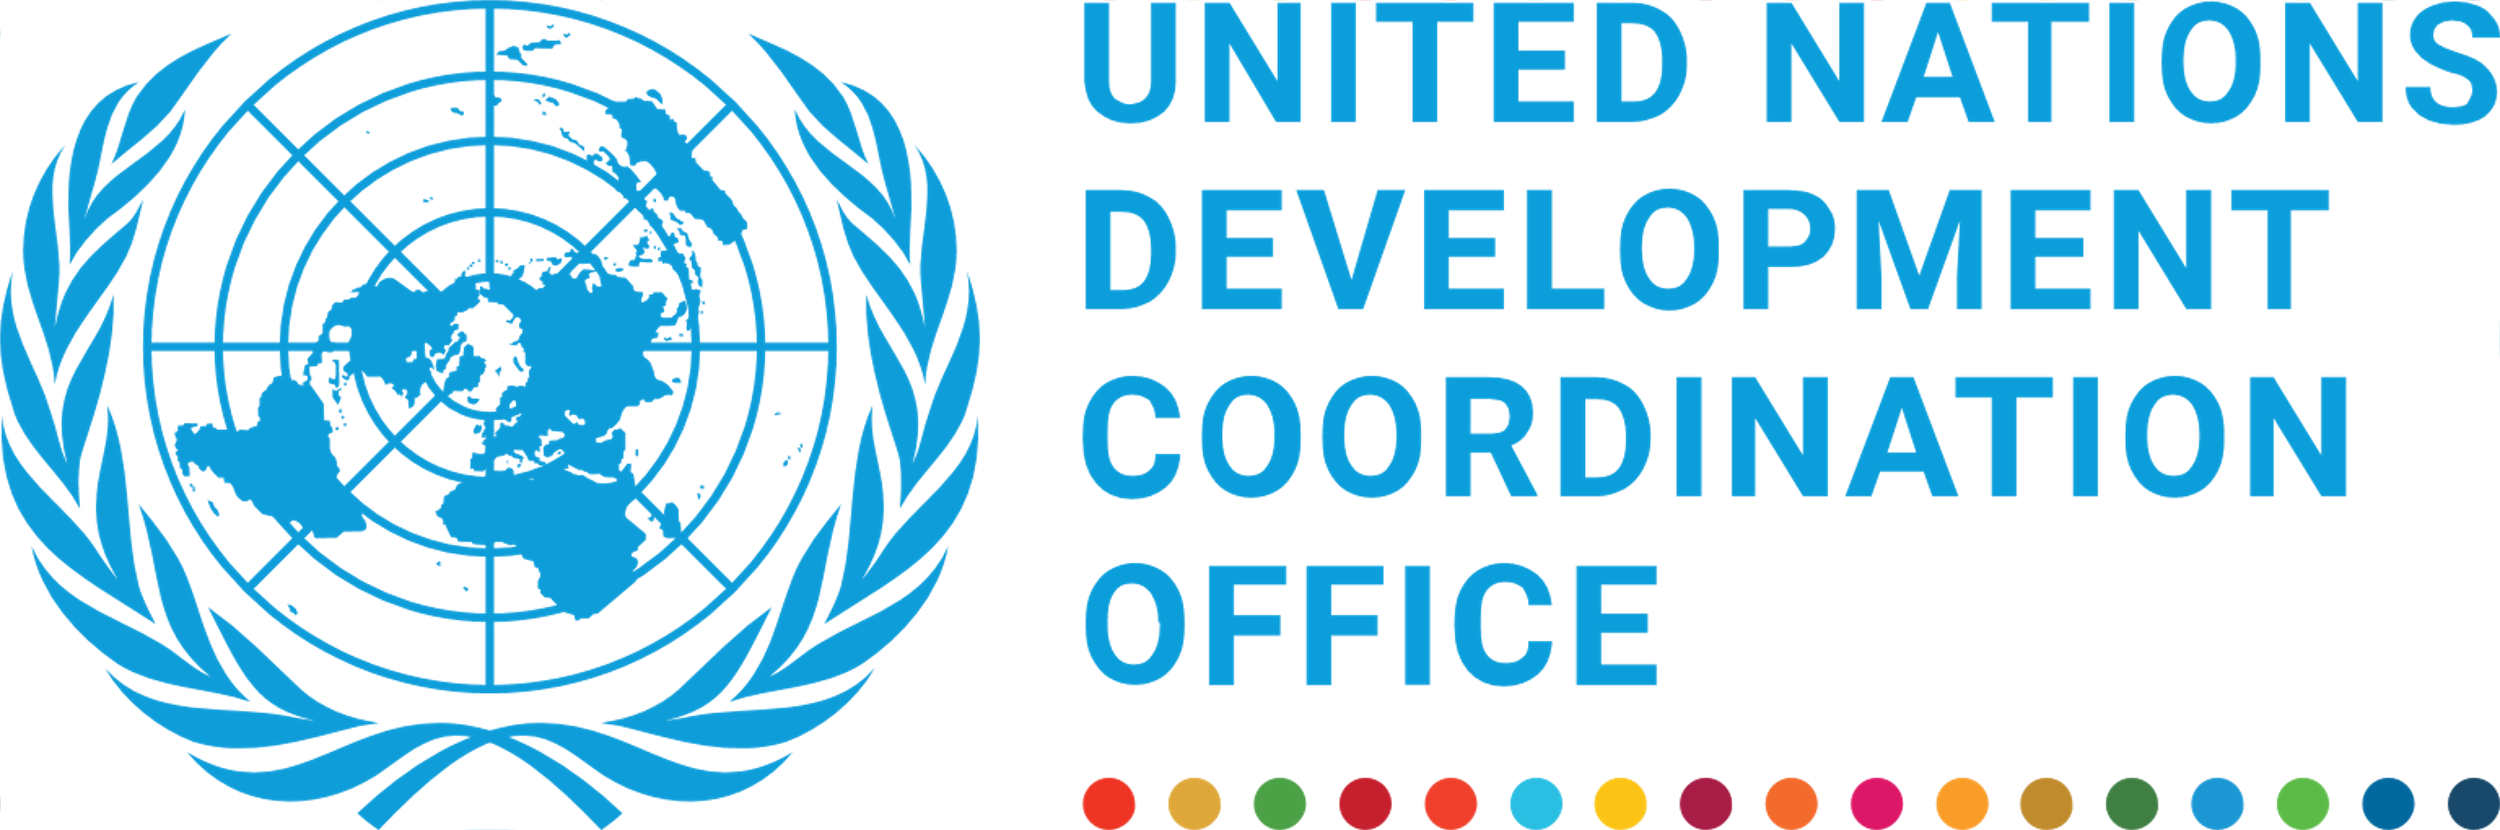 UNITED NATIONS
DEVELOPMENT
COORDINATION
OFFICE